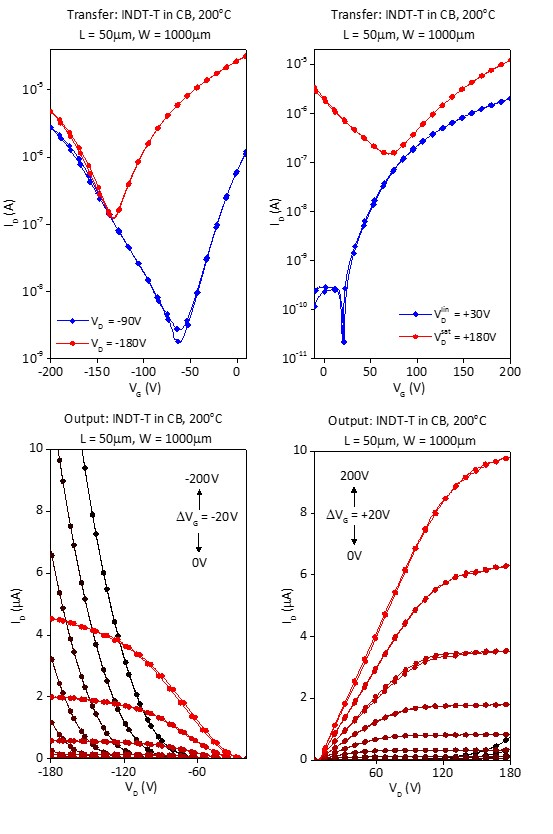 Transfer: INDT-T in CB, 200°C
L = 50µm, W = 1000µm
I_D (A)
10^-5
10^-6
10^-7
10^-8
10^-9
V_D = -90V
V_D = -180V
-200 -150 -100 -50 0
V_G (V)
Transfer: INDT-T in CB, 200°C
L = 50µm, W = 1000µm
I_D (A)
10^-5
10^-6
10^-7
10^-8
10^-9
10^-10
10^-11
V_D^lin = +30V
V_D^sat = +180V
0 50 100 150 200
V_G (V)
Output: INDT-T in CB, 200°C
L = 50µm, W = 1000µm
I_D (µA)
10
8
6
4
2
0
-200V
ΔV_G = -20V
0V
-180 -120 -60
V_D (V)
Output: INDT-T in CB, 200°C
L = 50µm, W = 1000µm
I_D (µA)
10
8
6
4
2
0
200V
ΔV_G = +20V
0V
60 120 180
V_D (V)